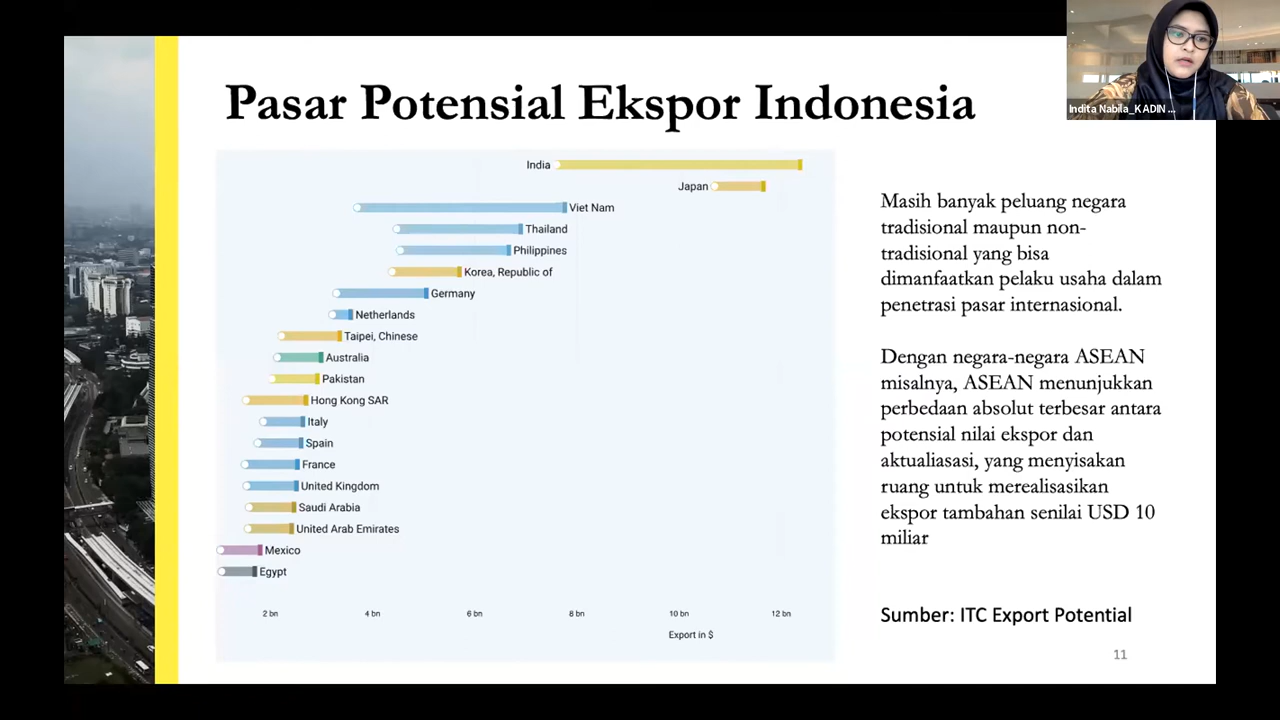 Pasar Potensial Ekspor Indonesia
Indita Nabila_KADIN ...
India
Japan
Viet Nam
Thailand
Philippines
Korea, Republic of
Germany
Netherlands
Taipei, Chinese
Australia
Pakistan
Hong Kong SAR
Italy
Spain
France
United Kingdom
Saudi Arabia
United Arab Emirates
Mexico
Egypt
2 bn 4 bn 6 bn 8 bn 10 bn 12 bn
Export in $
Masih banyak peluang negara
tradisional maupun non-
tradisional yang bisa
dimanfaatkan pelaku usaha dalam
penetrasi pasar internasional.
Dengan negara-negara ASEAN
misalnya, ASEAN menunjukkan
perbedaan absolut terbesar antara
potensial nilai ekspor dan
aktualiasasi, yang menyisakan
ruang untuk merealisasikan
ekspor tambahan senilai USD 10
miliar
Sumber: ITC Export Potential
11